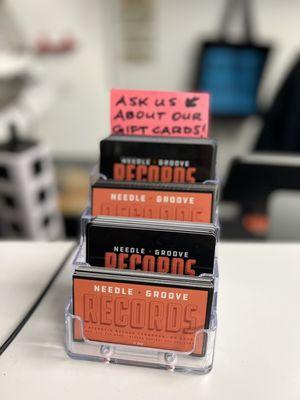 ASK US
ABOUT OUR
GIFT CARDS!
NEEDLE · GROOVE
RECORDS
NEEDLE · GROOVE
RECORDS
NEEDLE · GROOVE
RECORDS
NEEDLE · GROOVE
RECORDS